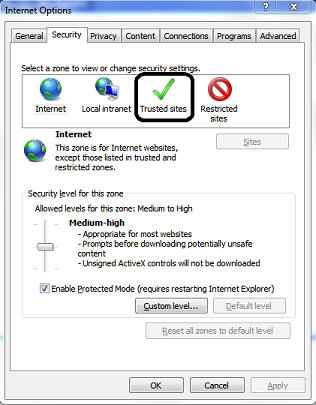 Internet Options
General
Security
Privacy
Content
Connections
Programs
Advanced
Select a zone to view or change security settings.
Internet
Local intranet
Trusted sites
Restricted
sites
Internet
This zone is for Internet websites,
except those listed in trusted and
restricted zones.
Sites
Security level for this zone
Allowed levels for this zone: Medium to High
Medium-high
- Appropriate for most websites
- Prompts before downloading potentially unsafe
content
- Unsigned ActiveX controls will not be downloaded
Enable Protected Mode (requires restarting Internet Explorer)
Custom level...
Default level
Reset all zones to default level
OK
Cancel
Apply